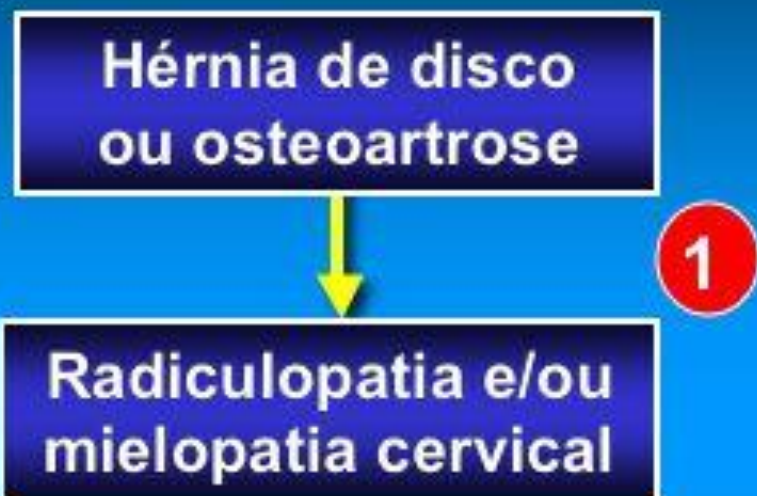 Hérnia de disco
ou osteoartrose
1
Radiculopatia e/ou
mielopatia cervical